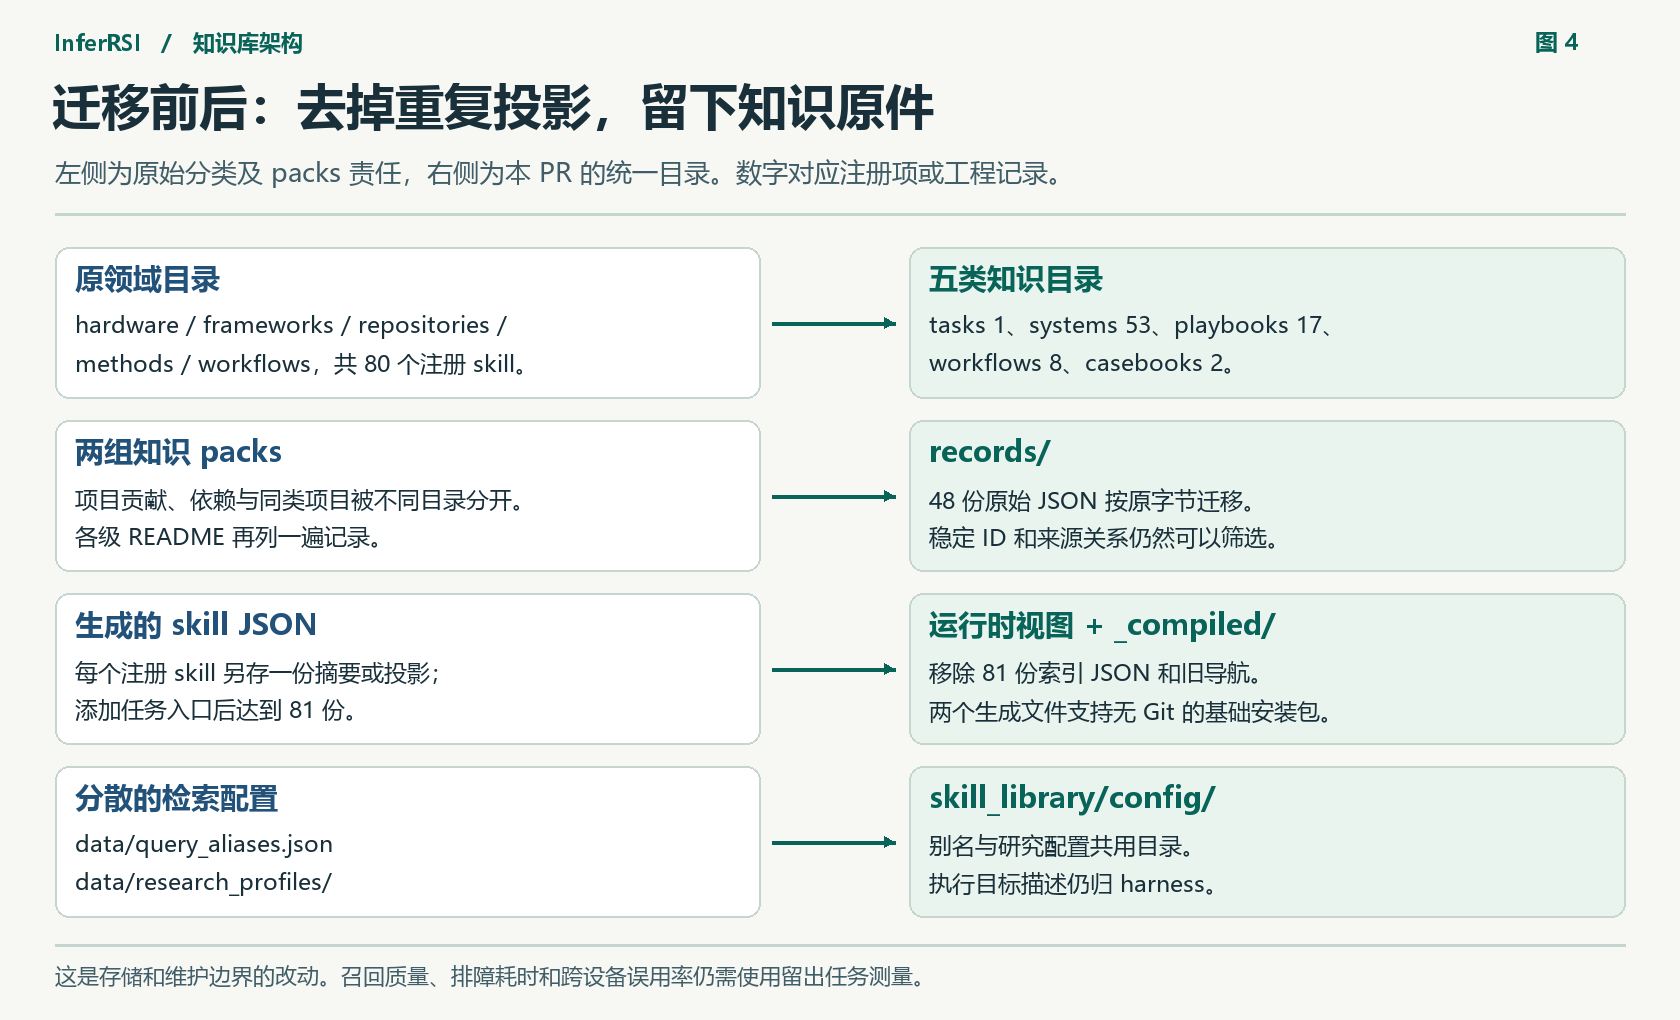 InferRSI / 知识库架构
图 4
迁移前后：去掉重复投影，留下知识原件
左侧为原始分类及 packs 责任，右侧为本 PR 的统一目录。数字对应注册项或工程记录。
原领域目录
hardware / frameworks / repositories /
methods / workflows，共 80 个注册 skill。
五类知识目录
tasks 1、systems 53、playbooks 17、
workflows 8、casebooks 2。
两组知识 packs
项目贡献、依赖与同类项目被不同目录分开。
各级 README 再列一遍记录。
records/
48 份原始 JSON 按原字节迁移。
稳定 ID 和来源关系仍然可以筛选。
生成的 skill JSON
每个注册 skill 另存一份摘要或投影；
添加任务入口后达到 81 份。
运行时视图 + _compiled/
移除 81 份索引 JSON 和旧导航。
两个生成文件支持无 Git 的基础安装包。
分散的检索配置
data/query_aliases.json
data/research_profiles/
skill_library/config/
别名与研究配置共用目录。
执行目标描述仍归 harness。
这是存储和维护边界的改动。召回质量、排障耗时和跨设备误用率仍需使用留出任务测量。